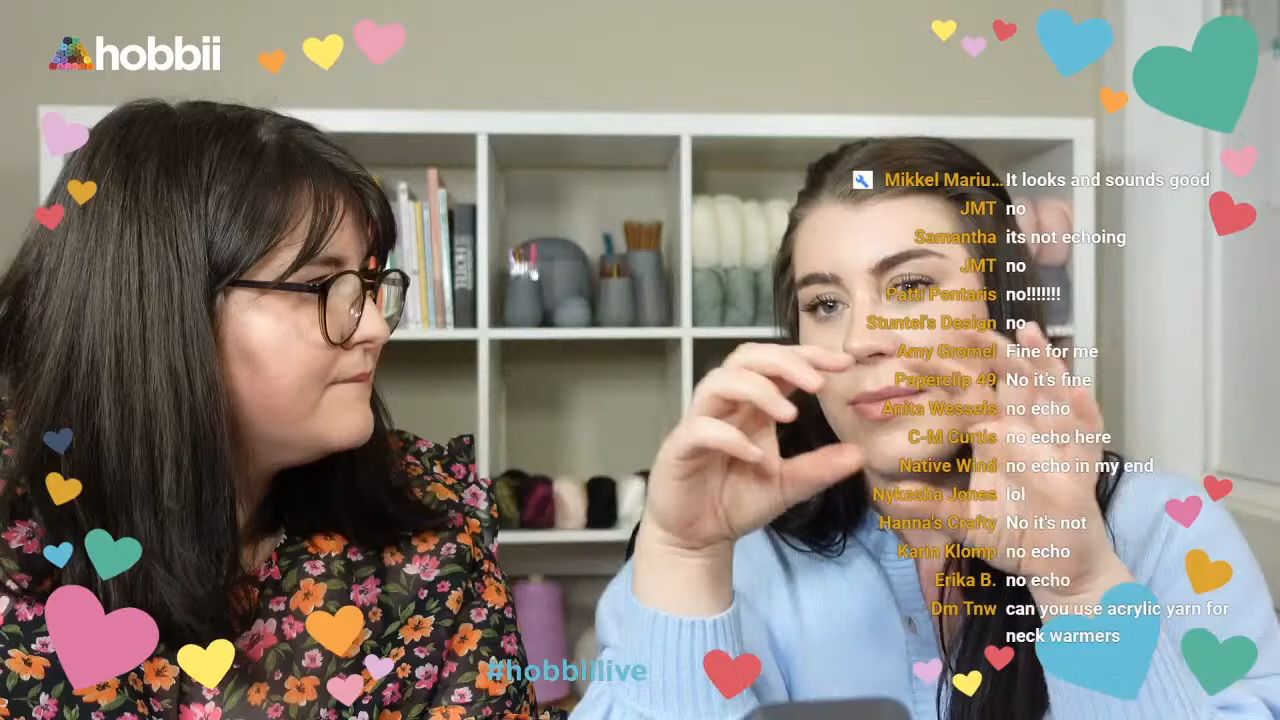 hobbii
Mikkel Mariu... It looks and sounds good
JMT no
Samantha its not echoing
JMT no
Patti Pentaris no!!!!!!!
Stuntel's Design no
Amy Gromel Fine for me
Paperclip 49 No it's fine
Anita Wessels no echo
C-M Curtis no echo here
Native Wind no echo in my end
Nykesha Jones lol
Hanna's Crafty No it's not
Karin Klomp no echo
Erika B. no echo
Dm Tnw can you use acrylic yarn for
neck warmers
#hobbiilive